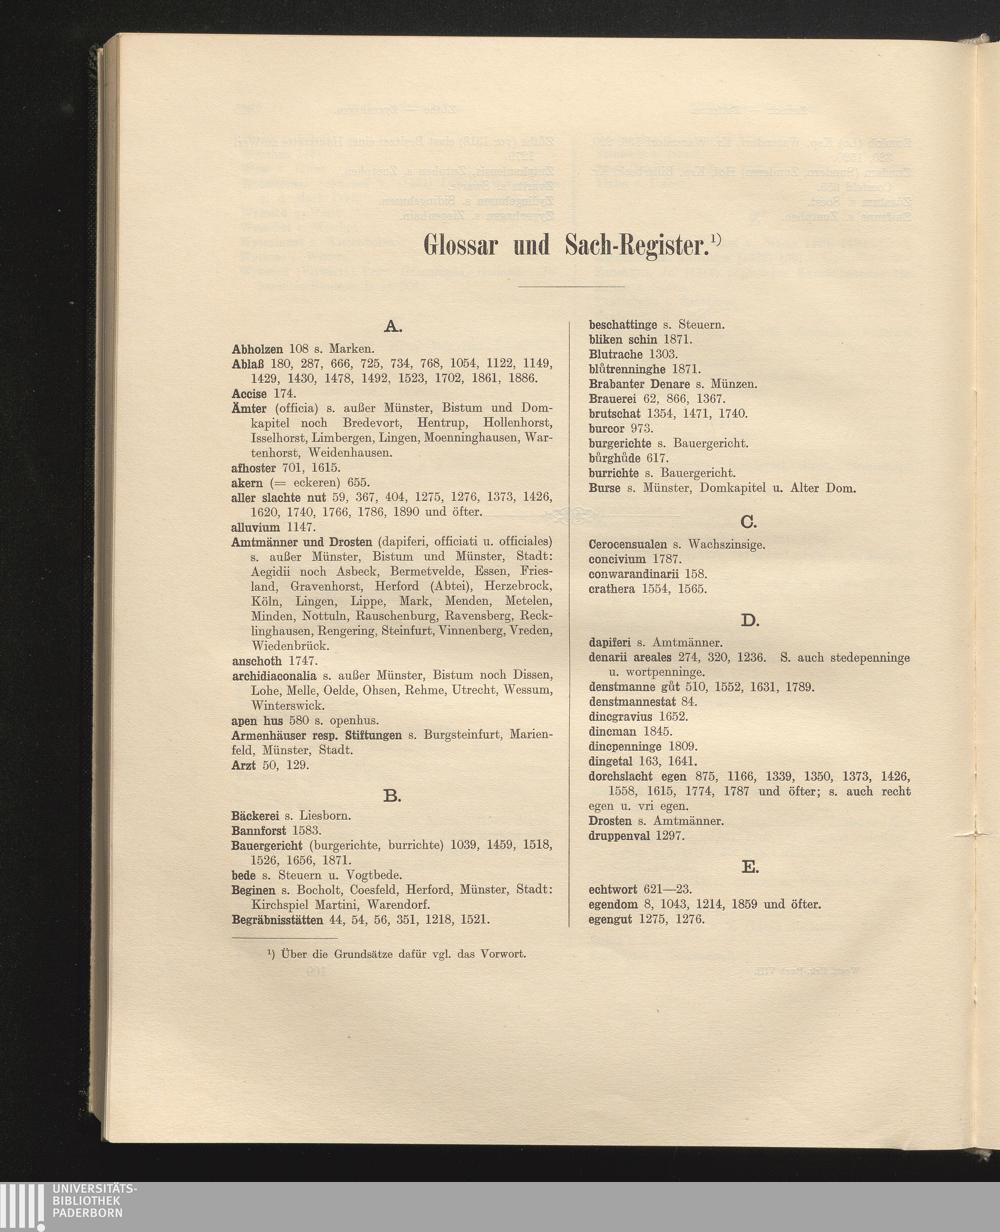 Glossar und Sach-Register.¹)
A.
Abholzen 108 s. Marken.
Ablaß 180, 287, 666, 725, 734, 768, 1054, 1122, 1149,
1429, 1430, 1478, 1492, 1523, 1702, 1861, 1886.
Accise 174.
Ämter (officia) s. außer Münster, Bistum und Dom-
kapitel noch Bredevort, Hentrup, Hollenhorst,
Isselhorst, Limbergen, Lingen, Moenninghausen, War-
tenhorst, Weidenhausen.
afhoster 701, 1615.
akern (= eckeren) 655.
aller slachte nut 59, 367, 404, 1275, 1276, 1373, 1426,
1620, 1740, 1766, 1786, 1890 und öfter.
alluvium 1147.
Amtmänner und Drosten (dapiferi, officiati u. officiales)
s. außer Münster, Bistum und Münster, Stadt:
Aegidii noch Asbeck, Bermetvelde, Essen, Fries-
land, Gravenhorst, Herford (Abtei), Herzebrock,
Köln, Lingen, Lippe, Mark, Menden, Metelen,
Minden, Nottuln, Rauschenburg, Ravensberg, Reck-
linghausen, Rengering, Steinfurt, Vinnenberg, Vreden,
Wiedenbrück.
anschoth 1747.
archidiaconalia s. außer Münster, Bistum noch Dissen,
Lohe, Melle, Oelde, Ohsen, Rehme, Utrecht, Wessum,
Winterswick.
apen hus 580 s. openhus.
Armenhäuser resp. Stiftungen s. Burgsteinfurt, Marien-
feld, Münster, Stadt.
Arzt 50, 129.
B.
Bäckerei s. Liesborn.
Bannforst 1583.
Bauergericht (burgerichte, burrichte) 1039, 1459, 1518,
1526, 1656, 1871.
bede s. Steuern u. Vogtbede.
Beginen s. Bocholt, Coesfeld, Herford, Münster, Stadt:
Kirchspiel Martini, Warendorf.
Begräbnisstätten 44, 54, 56, 351, 1218, 1521.
beschattinge s. Steuern.
bliken schin 1871.
Blutrache 1303.
blůtrenninghe 1871.
Brabanter Denare s. Münzen.
Brauerei 62, 866, 1367.
brutschat 1354, 1471, 1740.
burcor 973.
burgerichte s. Bauergericht.
bůrghůde 617.
burrichte s. Bauergericht.
Burse s. Münster, Domkapitel u. Alter Dom.
C.
Cerocensualen s. Wachszinsige.
concivium 1787.
conwarandinarii 158.
crathera 1554, 1565.
D.
dapiferi s. Amtmänner.
denarii areales 274, 320, 1236. S. auch stedepenninge
u. wortpenninge.
denstmanne gůt 510, 1552, 1631, 1789.
denstmannestat 84.
dincgravius 1652.
dincman 1845.
dincpenninge 1809.
dingetal 163, 1641.
dorchslacht egen 875, 1166, 1339, 1350, 1373, 1426,
1558, 1615, 1774, 1787 und öfter; s. auch recht
egen u. vri egen.
Drosten s. Amtmänner.
druppenval 1297.
E.
echtwort 621—23.
egendom 8, 1043, 1214, 1859 und öfter.
egengut 1275, 1276.
¹) Über die Grundsätze dafür vgl. das Vorwort.
UNIVERSITÄTS-
BIBLIOTHEK
PADERBORN